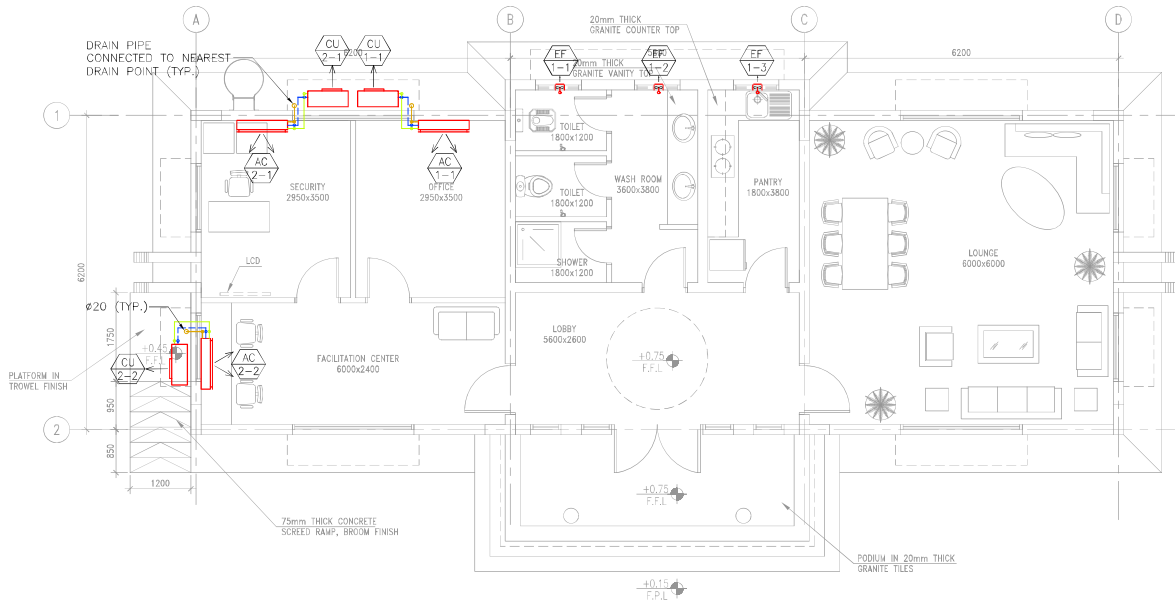 A
B
C
D
20mm THICK
GRANITE COUNTER TOP
DRAIN PIPE
CONNECTED TO NEAREST
DRAIN POINT (TYP.)
CU
2-1
CU
1-1
6200
EF
1-1
EF
1-2
EF
1-3
6200
20mm THICK
GRANITE VANITY TOP
1
TOILET
1800x1200
AC
2-1
AC
1-1
SECURITY
2950x3500
OFFICE
2950x3500
WASH ROOM
3600x3800
PANTRY
1800x3800
TOILET
1800x1200
6200
LCD
SHOWER
1800x1200
LOUNGE
6000x6000
ø20 (TYP.)
1750
LOBBY
5600x2600
+0.45
F.F.L
FACILITATION CENTER
6000x2400
+0.75
F.F.L
CU
2-2
AC
2-2
PLATFORM IN
TROWEL FINISH
950
2
850
1200
+0.75
F.F.L
75mm THICK CONCRETE
SCREED RAMP, BROOM FINISH
PODIUM IN 20mm THICK
GRANITE TILES
+0.15
F.P.L